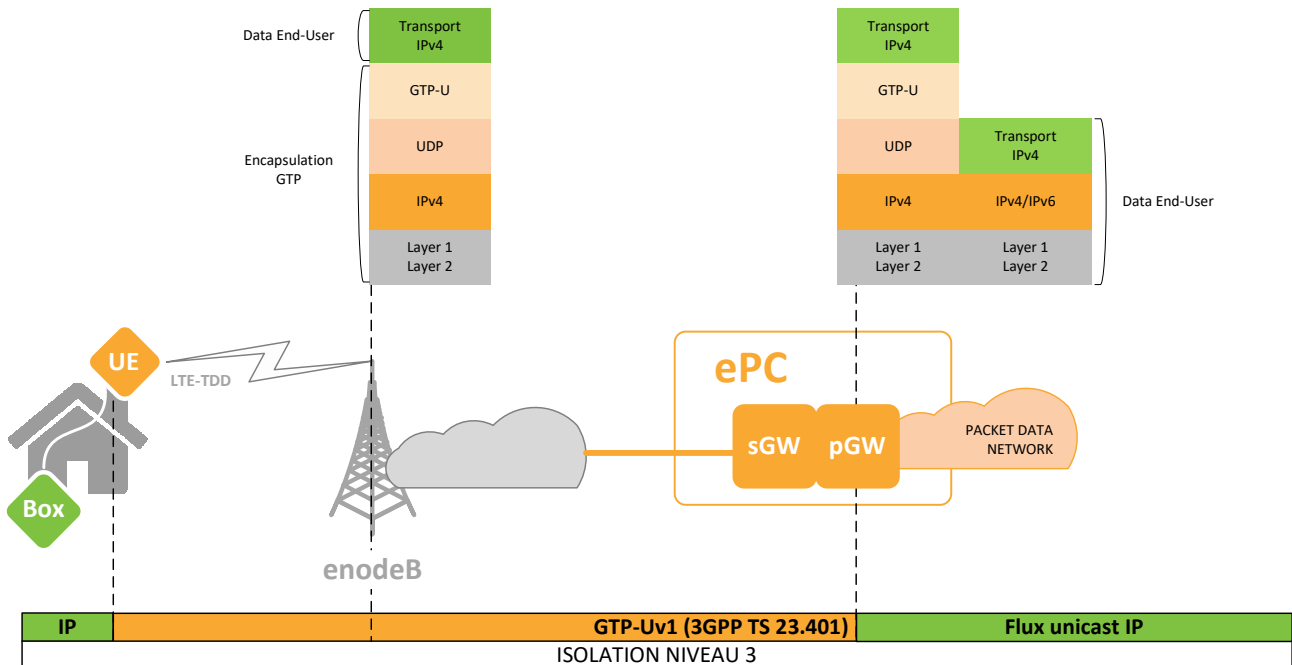 Data End-User
Transport
IPv4
GTP-U
UDP
IPv4
Layer 1
Layer 2
Encapsulation
GTP
Transport
IPv4
GTP-U
UDP
IPv4
Layer 1
Layer 2
Transport
IPv4
IPv4/IPv6
Layer 1
Layer 2
Data End-User
UE
LTE-TDD
Box
enodeB
ePC
sGW
pGW
PACKET DATA
NETWORK
IP
GTP-Uv1 (3GPP TS 23.401)
Flux unicast IP
ISOLATION NIVEAU 3